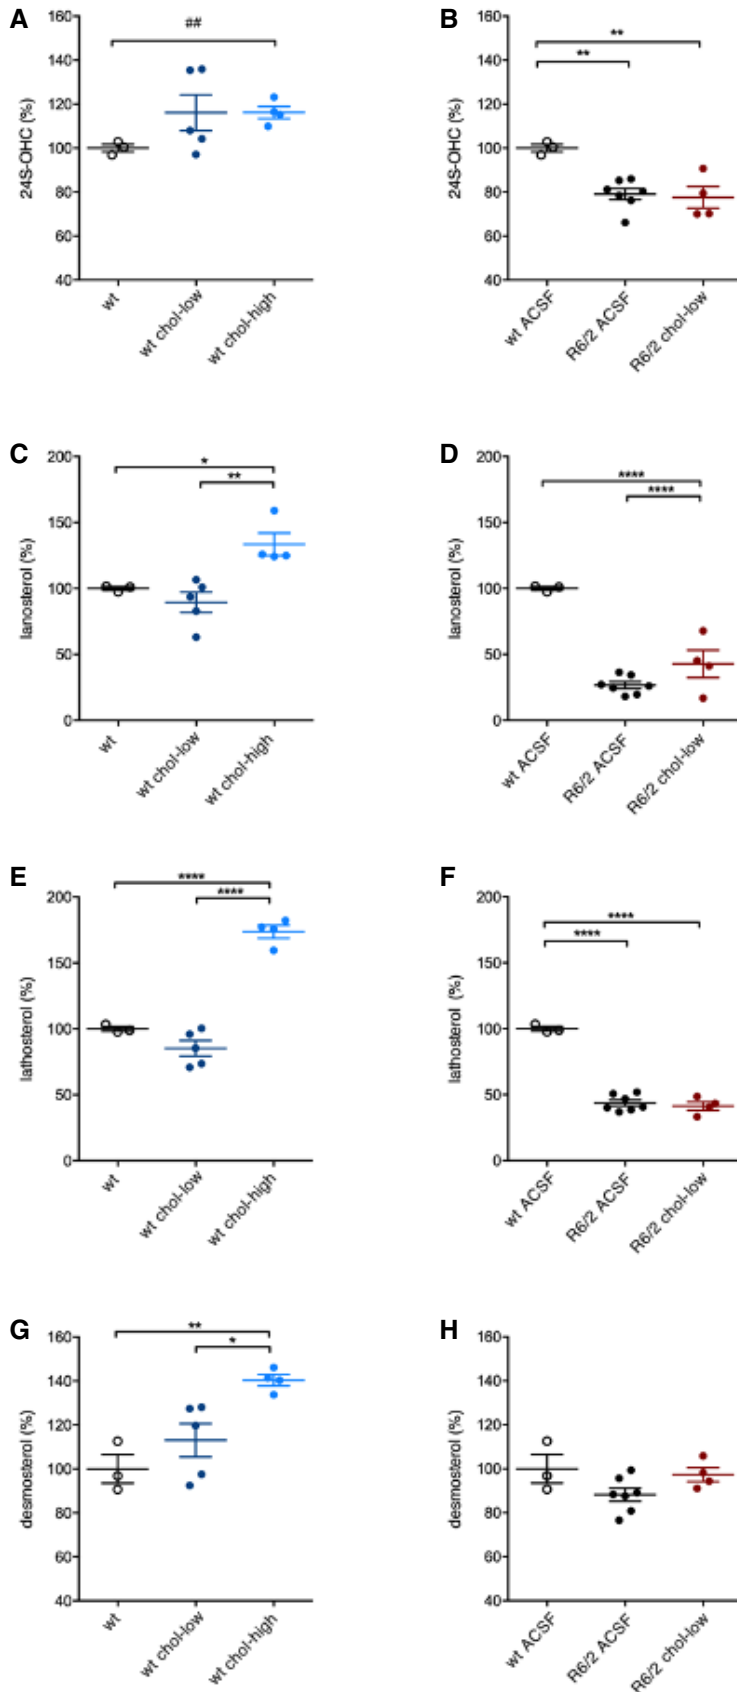 A
24S-OHC (%)
160
140
120
100
80
60
40
##
wt
wt chol-low
wt chol-high
B
24S-OHC (%)
160
140
120
100
80
60
40
**
**
wt ACSF
R6/2 ACSF
R6/2 chol-low
C
lanosterol (%)
200
150
100
50
0
*
**
wt
wt chol-low
wt chol-high
D
lanosterol (%)
200
150
100
50
0
****
****
wt ACSF
R6/2 ACSF
R6/2 chol-low
E
lathosterol (%)
200
150
100
50
0
****
****
wt
wt chol-low
wt chol-high
F
lathosterol (%)
200
150
100
50
0
****
****
wt ACSF
R6/2 ACSF
R6/2 chol-low
G
desmosterol (%)
160
140
120
100
80
60
40
**
*
wt
wt chol-low
wt chol-high
H
desmosterol (%)
160
140
120
100
80
60
40
wt ACSF
R6/2 ACSF
R6/2 chol-low